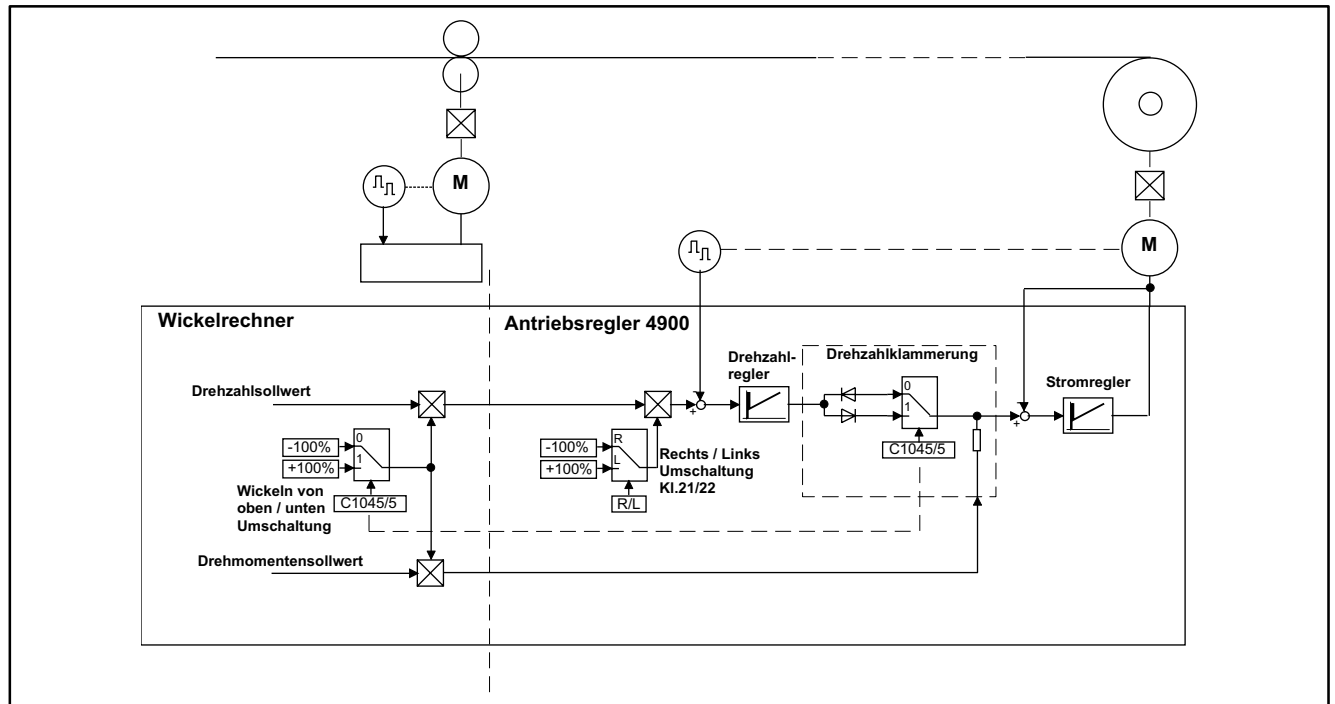 M
M
Wickelrechner
Antriebsregler 4900
Drehzahlsollwert
Drehzahl-
regler
Drehzahlklammerung
Stromregler
0
1
-100%
+100%
C1045/5
Wickeln von
oben / unten
Umschaltung
R
L
-100%
+100%
R/L
Rechts / Links
Umschaltung
Kl.21/22
-
+
0
1
C1045/5
-
+
Drehmomentensollwert